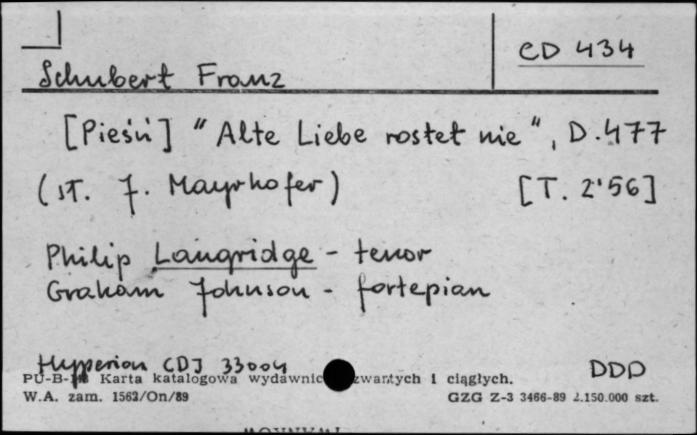 CD 434
Schubert Franz
[Pieśń] "Alte Liebe rostet nie", D.477
(sł. J. Mayrhofer) [T. 2'56]
Philip Langridge - tenor
Graham Johnson - fortepian
Hyperion CDJ 33004 DDD
Karta katalogowa wydawnic zwartych i ciągłych.
W.A. zam. 1562/On/89 GZG Z-3 3466-89 2.150.000 szt.